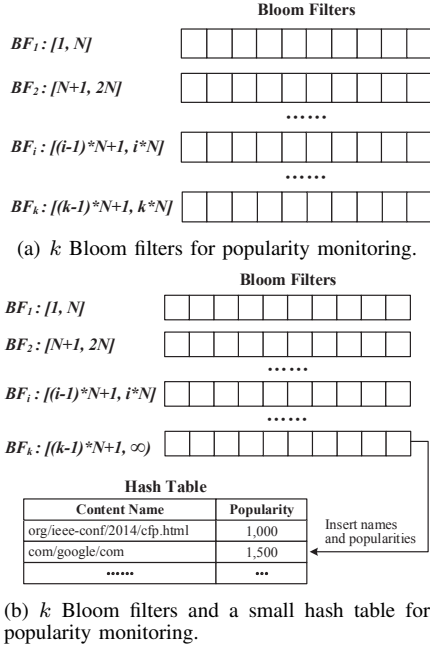 Bloom Filters
BF1 : [1, N]
BF2 : [N+1, 2N]
......
BFi : [(i-1)*N+1, i*N]
......
BFk : [(k-1)*N+1, k*N]
(a) k Bloom filters for popularity monitoring.
Bloom Filters
BF1 : [1, N]
BF2 : [N+1, 2N]
......
BFi : [(i-1)*N+1, i*N]
......
BFk : [(k-1)*N+1, ∞)
Hash Table
Content Name Popularity
org/ieee-conf/2014/cfp.html 1,000
com/google/com 1,500
...... ...
Insert names
and popularities
(b) k Bloom filters and a small hash table for
popularity monitoring.